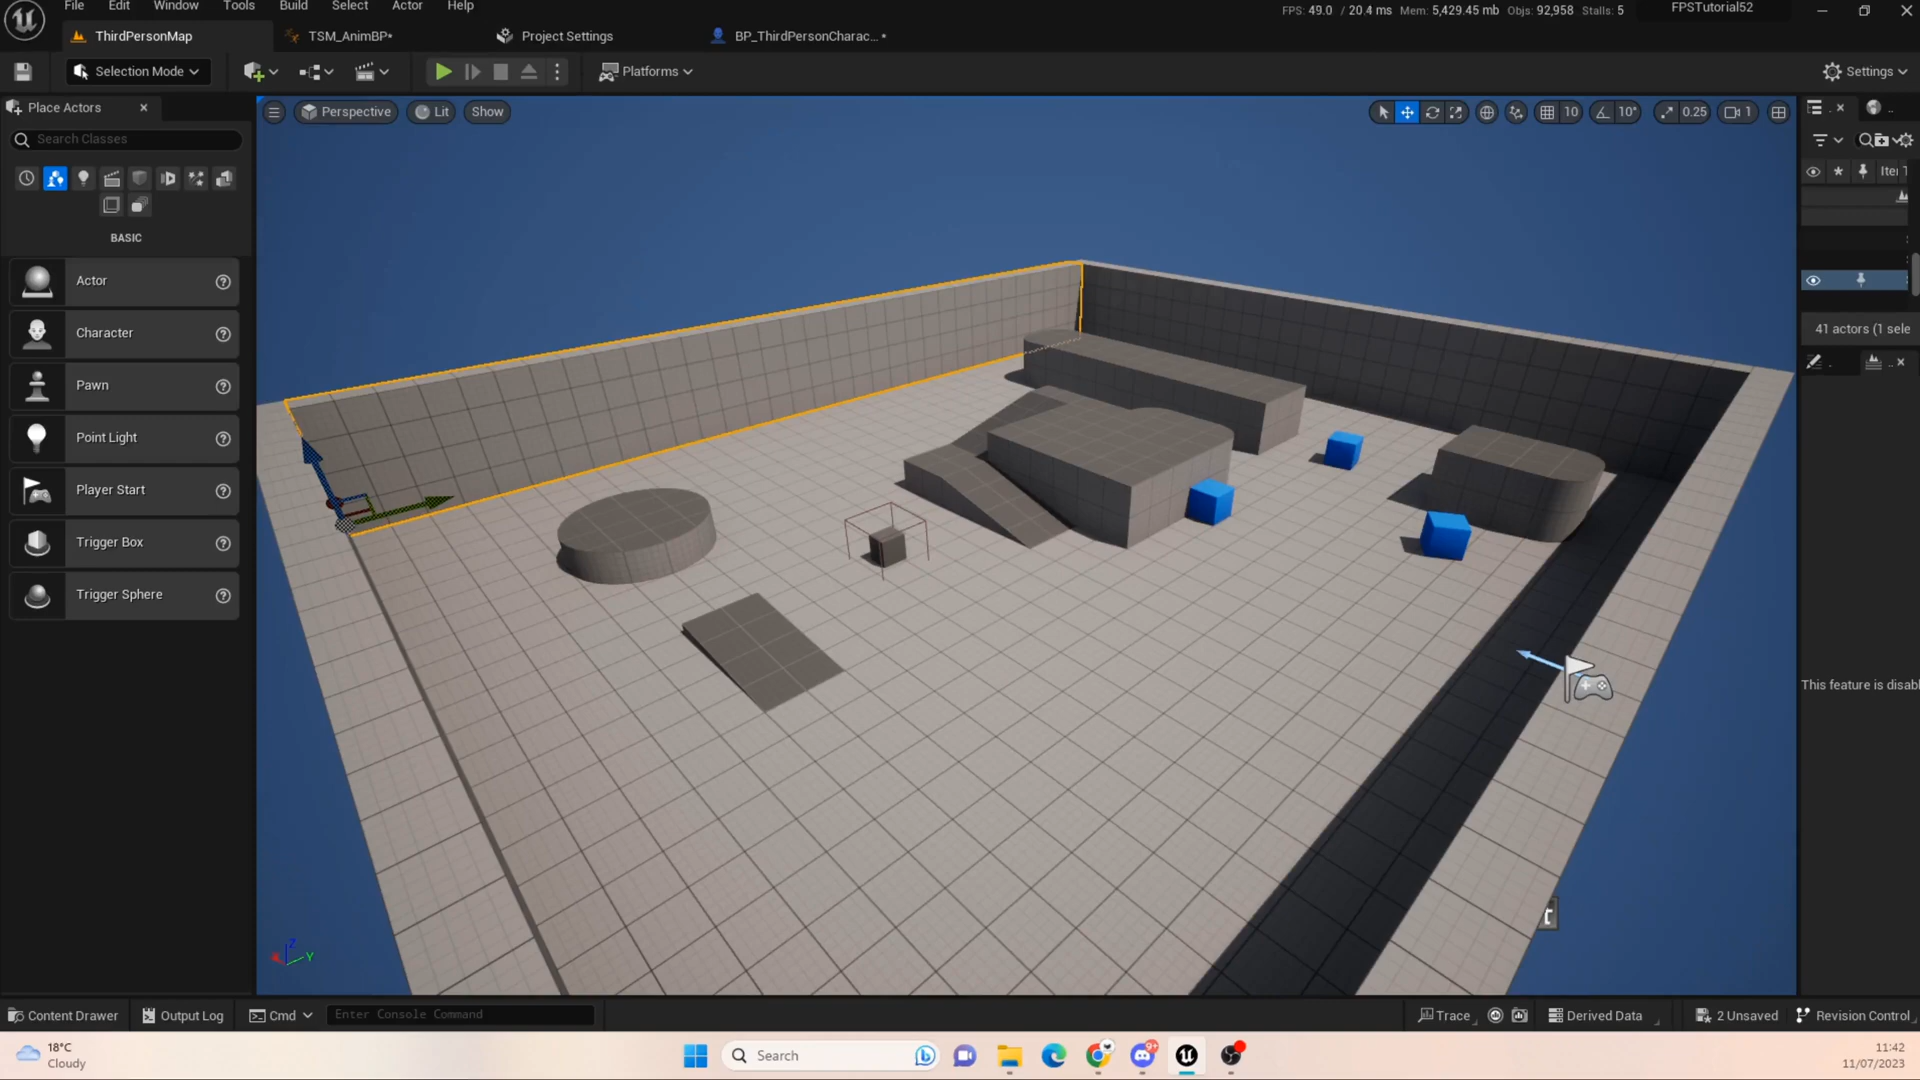 File Edit Window Tools Build Select Actor Help
FPS: 49.0 / 20.4 ms Mem: 5,429.45 mb Objs: 92,958 Stalls: 5
FPSTutorial52
ThirdPersonMap
TSM_AnimBP*
Project Settings
BP_ThirdPersonCharac... *
Selection Mode
Platforms
Settings
Place Actors
Search Classes
BASIC
Actor
Character
Pawn
Point Light
Player Start
Trigger Box
Trigger Sphere
Perspective
Lit
Show
10
10°
0.25
1
41 actors (1 sele
This feature is disabl
Z
Y
Content Drawer
Output Log
Cmd
Enter Console Command
Trace
Derived Data
2 Unsaved
Revision Control
18°C
Cloudy
Search
9+
11:42
11/07/2023